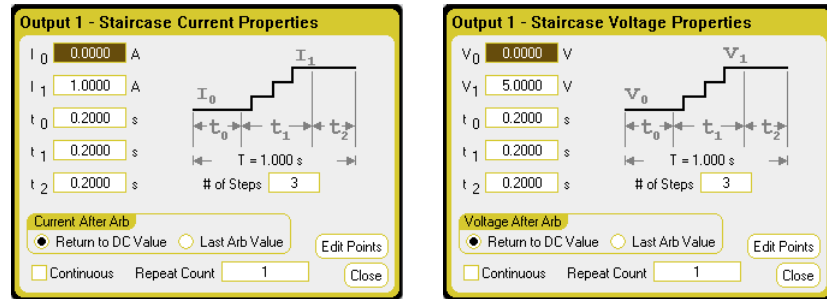 Output 1 - Staircase Current Properties
I 0 0.0000 A
I 1 1.0000 A
t 0 0.2000 s
t 1 0.2000 s
t 2 0.2000 s
I0
I1
t0 t1 t2
T = 1.000 s
# of Steps 3
Current After Arb
Return to DC Value Last Arb Value
Edit Points
Continuous Repeat Count 1
Close
Output 1 - Staircase Voltage Properties
V0 0.0000 V
V1 5.0000 V
t 0 0.2000 s
t 1 0.2000 s
t 2 0.2000 s
V0
V1
t0 t1 t2
T = 1.000 s
# of Steps 3
Voltage After Arb
Return to DC Value Last Arb Value
Edit Points
Continuous Repeat Count 1
Close